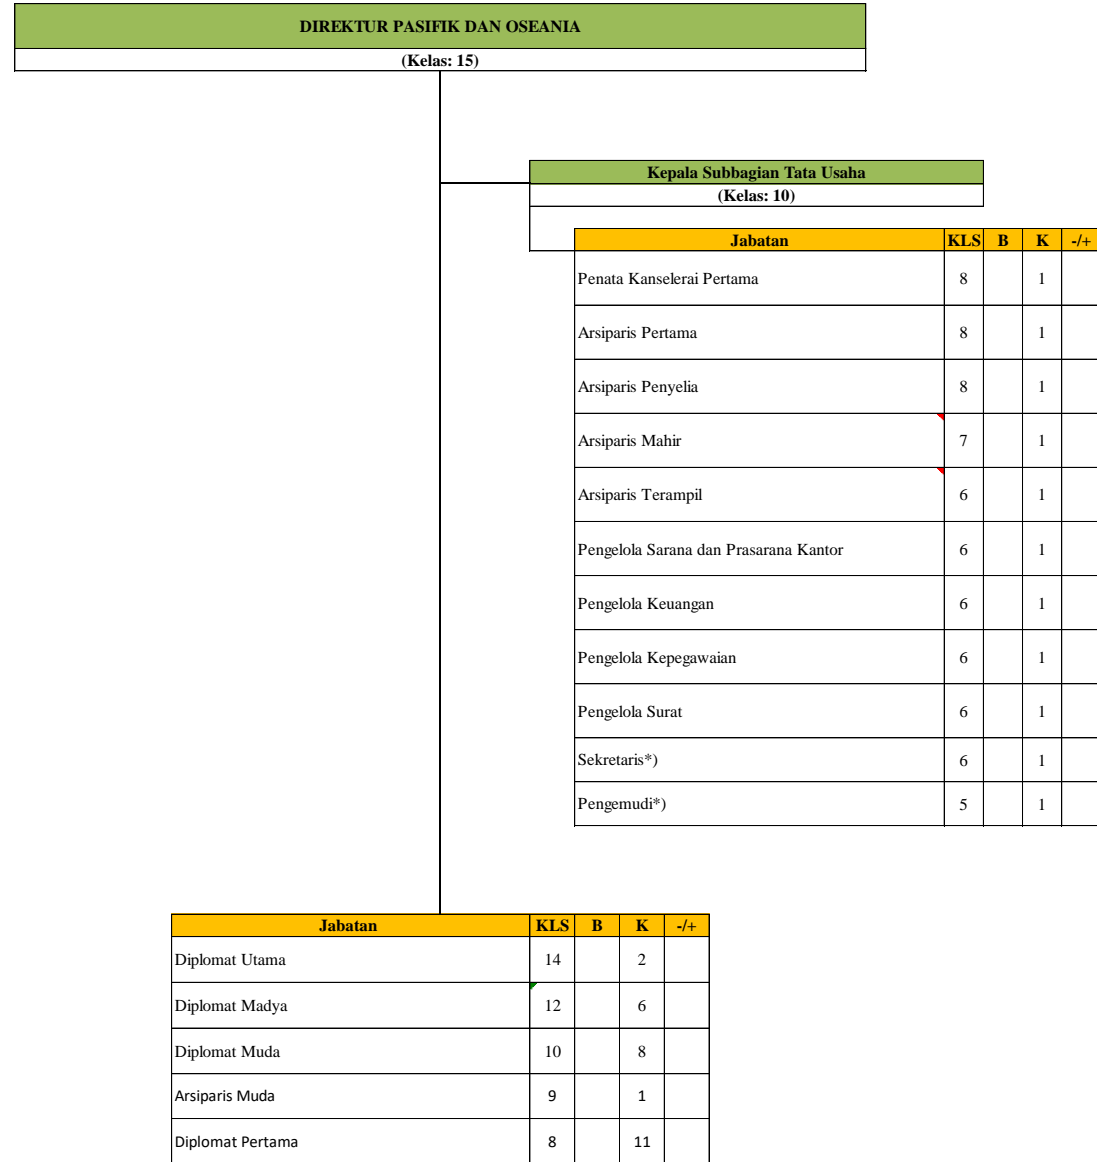 DIREKTUR PASIFIK DAN OSEANIA
(Kelas: 15)
Kepala Subbagian Tata Usaha
(Kelas: 10)
Jabatan KLS B K -/+
Penata Kanselerai Pertama 8 1
Arsiparis Pertama 8 1
Arsiparis Penyelia 8 1
Arsiparis Mahir 7 1
Arsiparis Terampil 6 1
Pengelola Sarana dan Prasarana Kantor 6 1
Pengelola Keuangan 6 1
Pengelola Kepegawaian 6 1
Pengelola Surat 6 1
Sekretaris*) 6 1
Pengemudi*) 5 1
Jabatan KLS B K -/+
Diplomat Utama 14 2
Diplomat Madya 12 6
Diplomat Muda 10 8
Arsiparis Muda 9 1
Diplomat Pertama 8 11